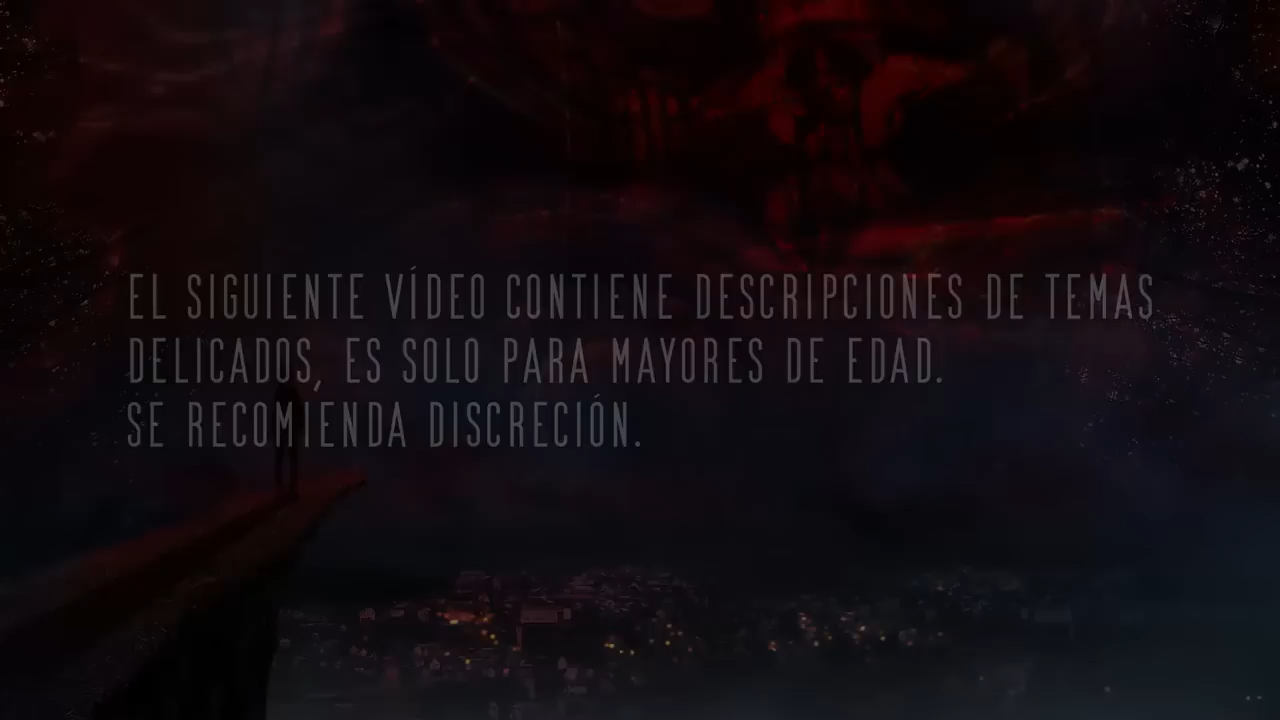 EL SIGUIENTE VÍDEO CONTIENE DESCRIPCIONES DE TEMAS
DELICADOS, ES SOLO PARA MAYORES DE EDAD.
SE RECOMIENDA DISCRECIÓN.